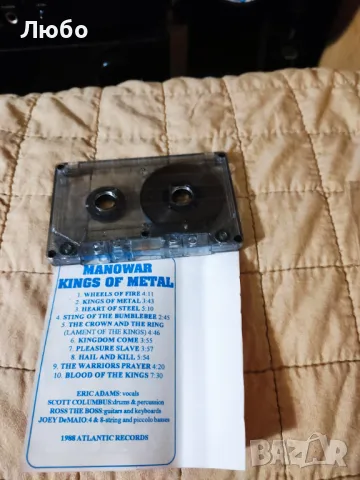 Любо
MANOWAR
KINGS OF METAL
1. WHEELS OF FIRE 4:11
2. KINGS OF METAL 3:43
3. HEART OF STEEL 5:10
4. STING OF THE BUMBLEBEE 2:45
5. THE CROWN AND THE RING
(LAMENT OF THE KINGS) 4:46
6. KINGDOM COME 3:55
7. PLEASURE SLAVE 3:57
8. HAIL AND KILL 5:54
9. THE WARRIORS PRAYER 4:20
10. BLOOD OF THE KINGS 7:30
ERIC ADAMS: vocals
SCOTT COLUMBUS: drums & percussion
ROSS THE BOSS: guitars and keyboards
JOEY DeMAIO: 4 & 8-string and piccolo basses
1988 ATLANTIC RECORDS
bazar.bg